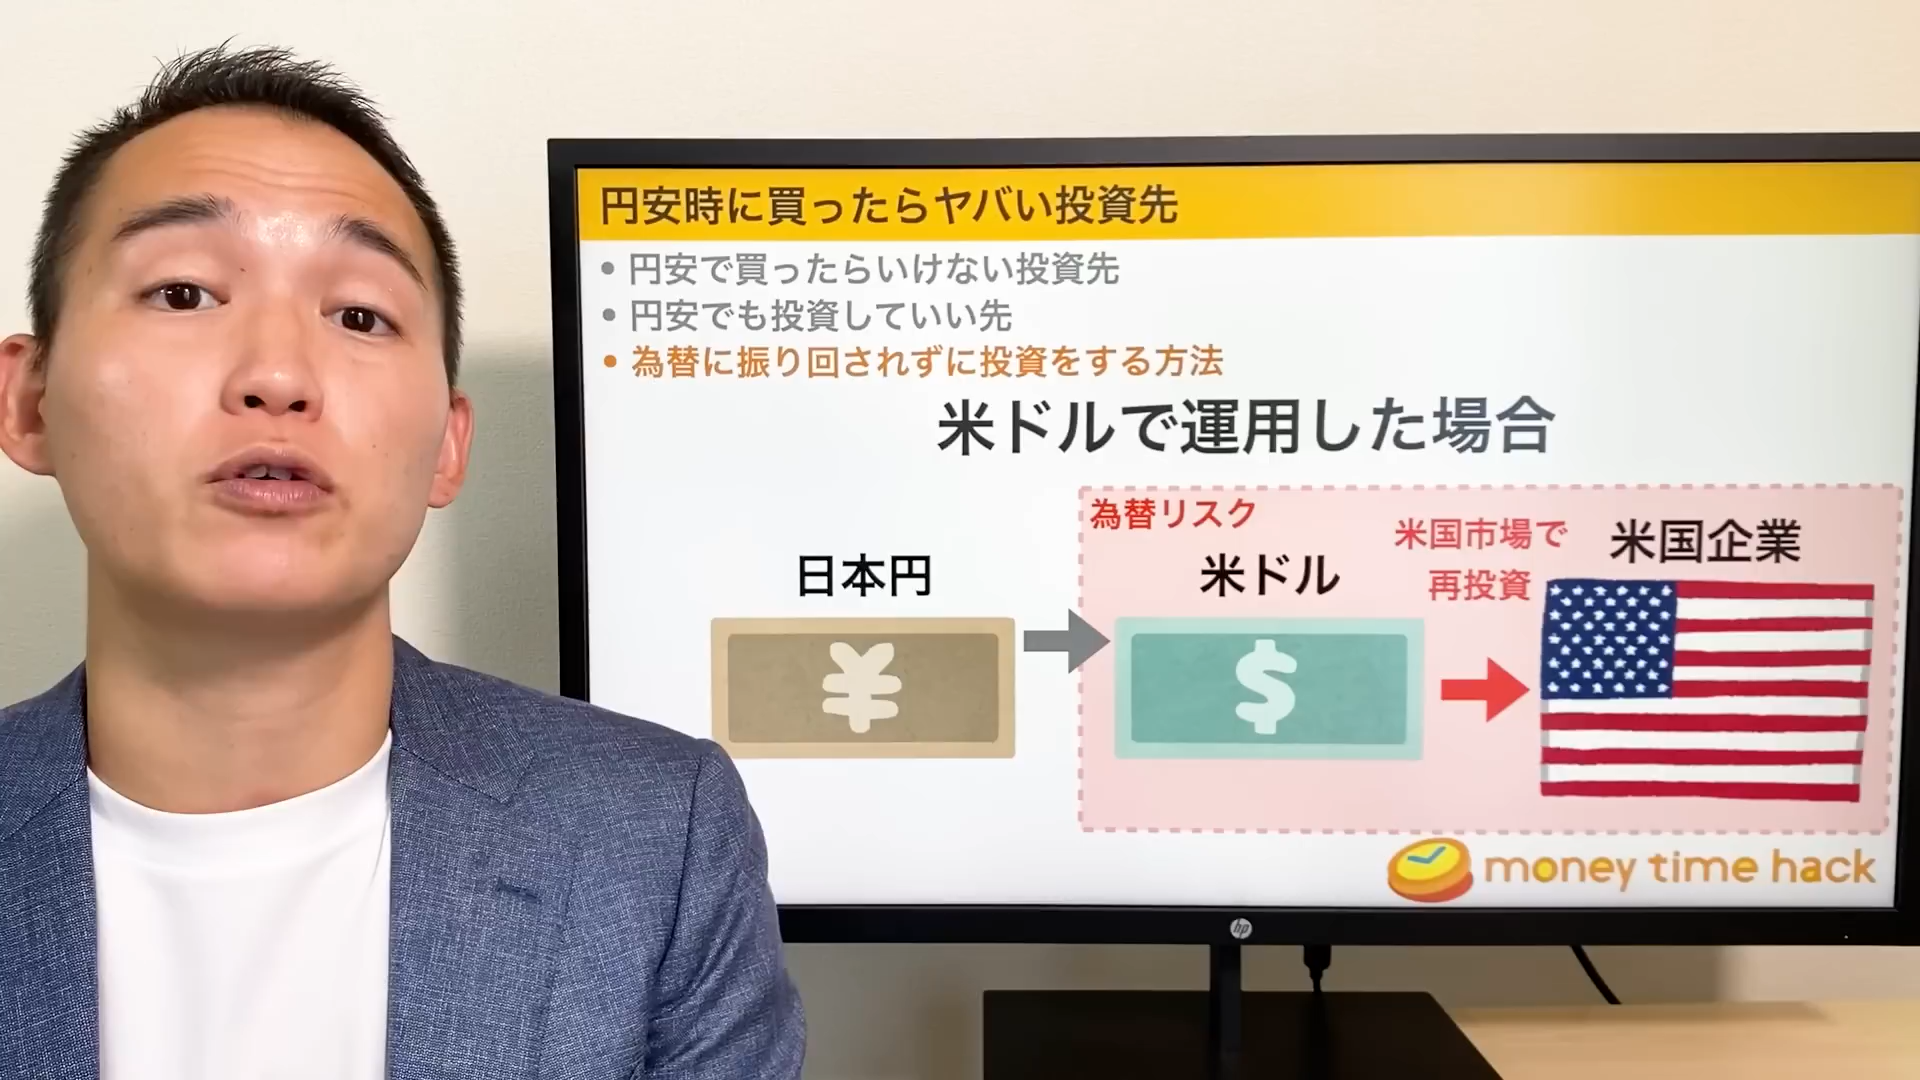 円安時に買ったらヤバい投資先
• 円安で買ったらいけない投資先
• 円安でも投資していい先
• 為替に振り回されずに投資をする方法
米ドルで運用した場合
為替リスク
日本円
米ドル
米国市場で
再投資
米国企業
¥
$
money time hack
hp